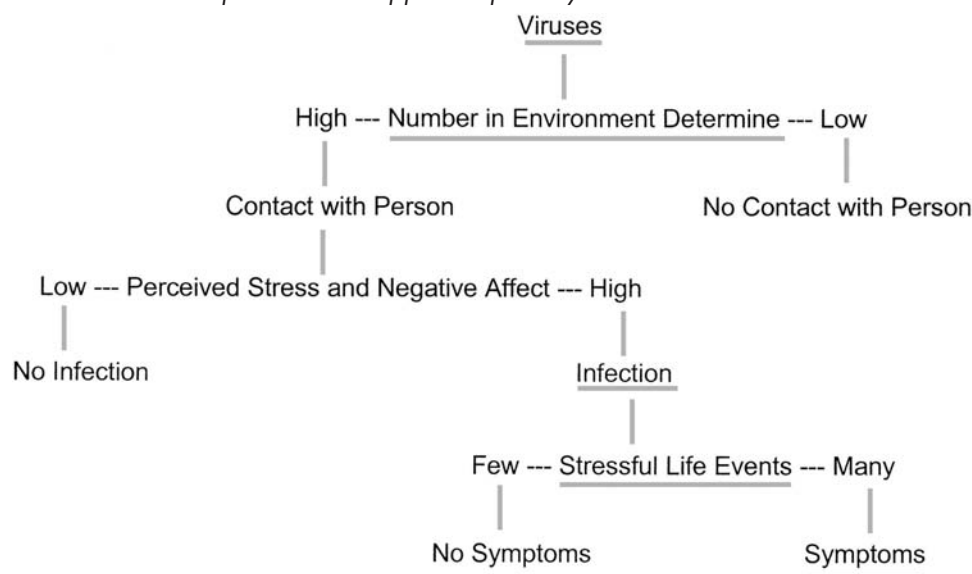 Viruses
High --- Number in Environment Determine --- Low
Contact with Person
No Contact with Person
Low --- Perceived Stress and Negative Affect --- High
No Infection
Infection
Few --- Stressful Life Events --- Many
No Symptoms
Symptoms